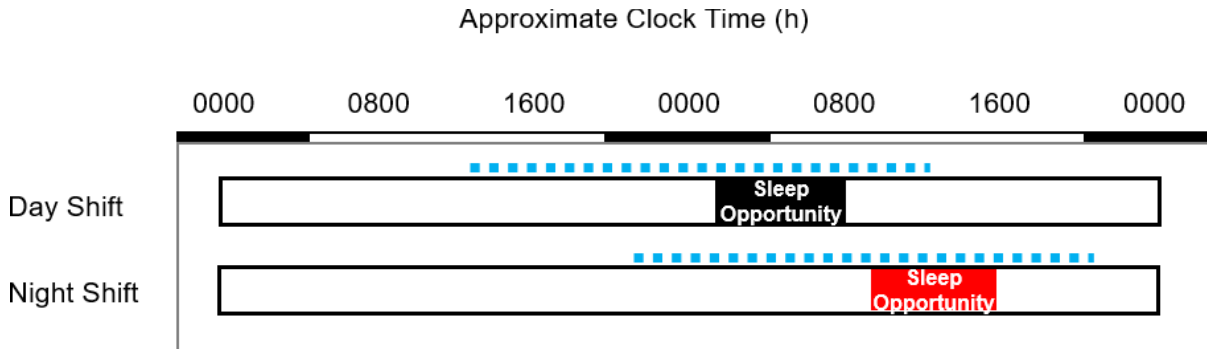 Approximate Clock Time (h)
0000 0800 1600 0000 0800 1600 0000
Day Shift
Sleep
Opportunity
Night Shift
Sleep
Opportunity